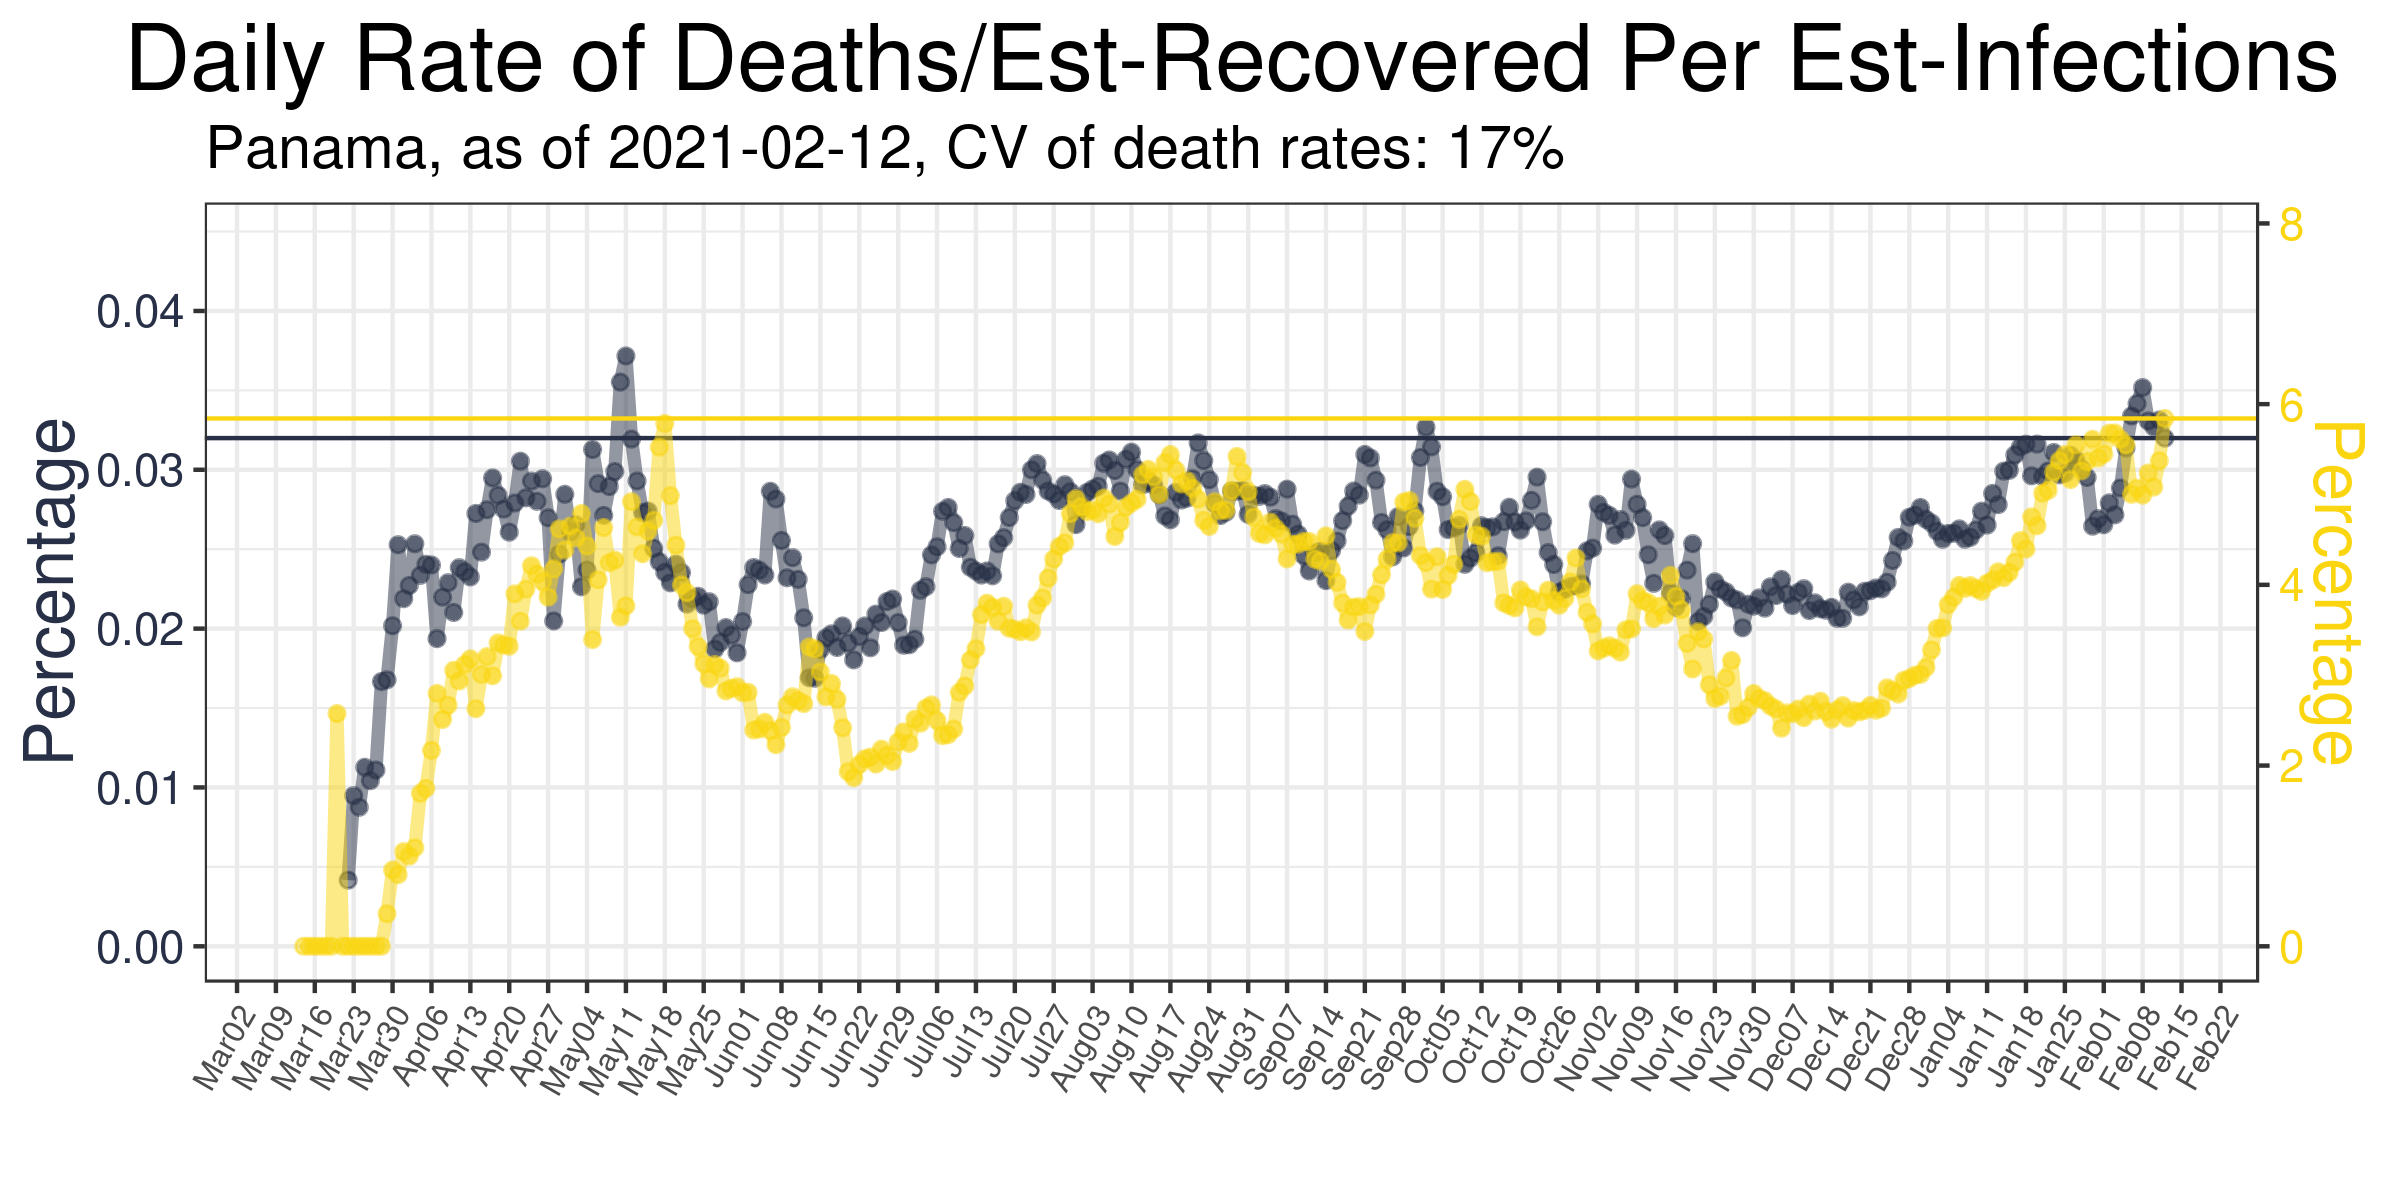 Daily Rate of Deaths/Est-Recovered Per Est-Infections
Panama, as of 2021-02-12, CV of death rates: 17%
Percentage
0.04
0.03
0.02
0.01
0.00
8
6
4
2
0
Percentage
Mar02 Mar09 Mar16 Mar23 Mar30 Apr06 Apr13 Apr20 Apr27 May04 May11 May18 May25 Jun01 Jun08 Jun15 Jun22 Jun29 Jul06 Jul13 Jul20 Jul27 Aug03 Aug10 Aug17 Aug24 Aug31 Sep07 Sep14 Sep21 Sep28 Oct05 Oct12 Oct19 Oct26 Nov02 Nov09 Nov16 Nov23 Nov30 Dec07 Dec14 Dec21 Dec28 Jan04 Jan11 Jan18 Jan25 Feb01 Feb08 Feb15 Feb22